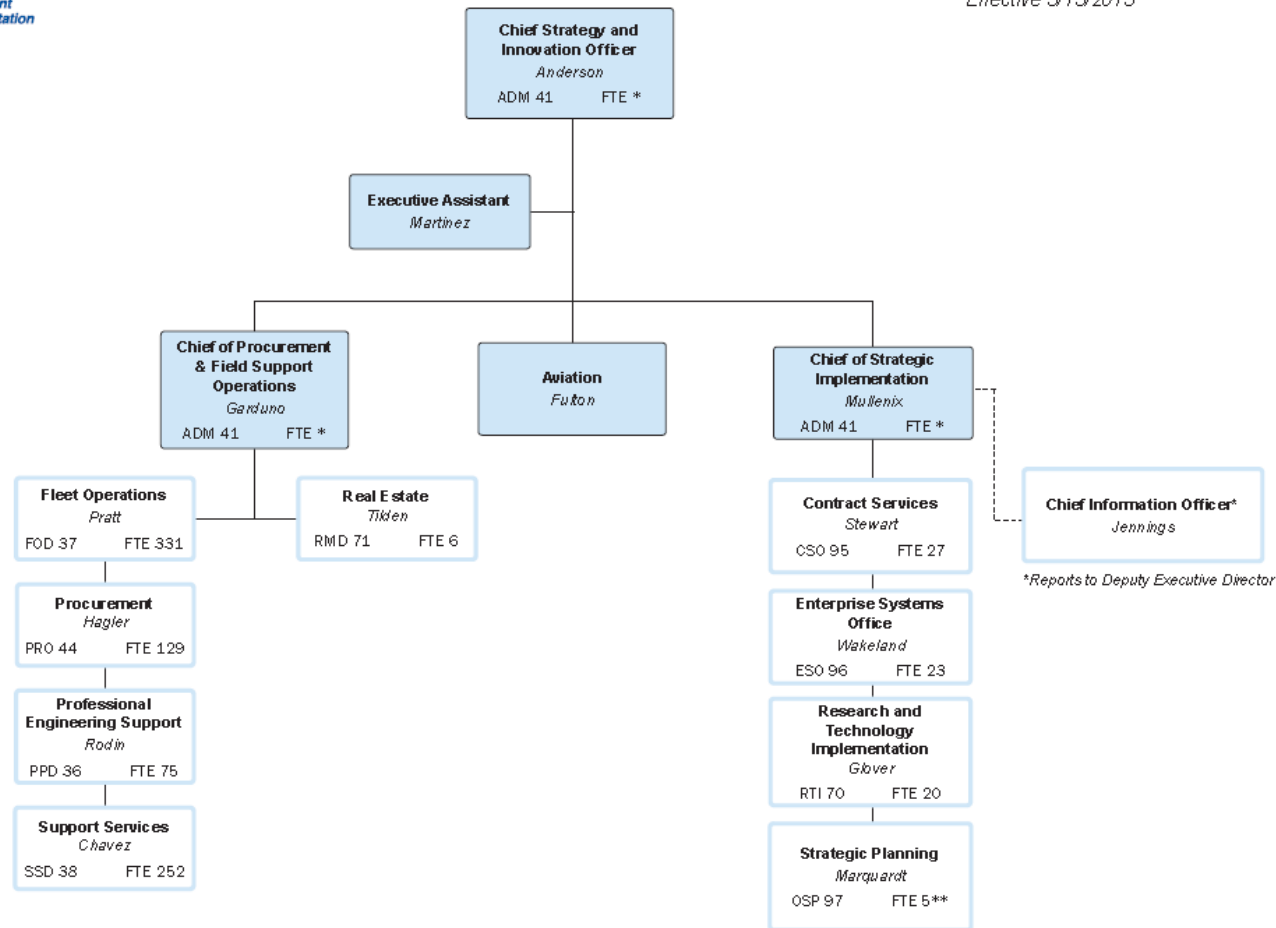 Chief Strategy and
Innovation Officer
Anderson
ADM 41 FTE *
Executive Assistant
Martinez
Chief of Procurement
& Field Support
Operations
Garduno
ADM 41 FTE *
Aviation
Fulton
Chief of Strategic
Implementation
Mullenix
ADM 41 FTE *
Fleet Operations
Pratt
FOD 37 FTE 331
Real Estate
Tilden
RMD 71 FTE 6
Procurement
Hagler
PRO 44 FTE 129
Professional
Engineering Support
Rodin
PPD 36 FTE 75
Support Services
Chavez
SSD 38 FTE 252
Contract Services
Stewart
CSO 95 FTE 27
Enterprise Systems
Office
Wakeland
ESO 96 FTE 23
Research and
Technology
Implementation
Glover
RTI 70 FTE 20
Strategic Planning
Marquardt
OSP 97 FTE 5**
Chief Information Officer*
Jennings
*Reports to Deputy Executive Director